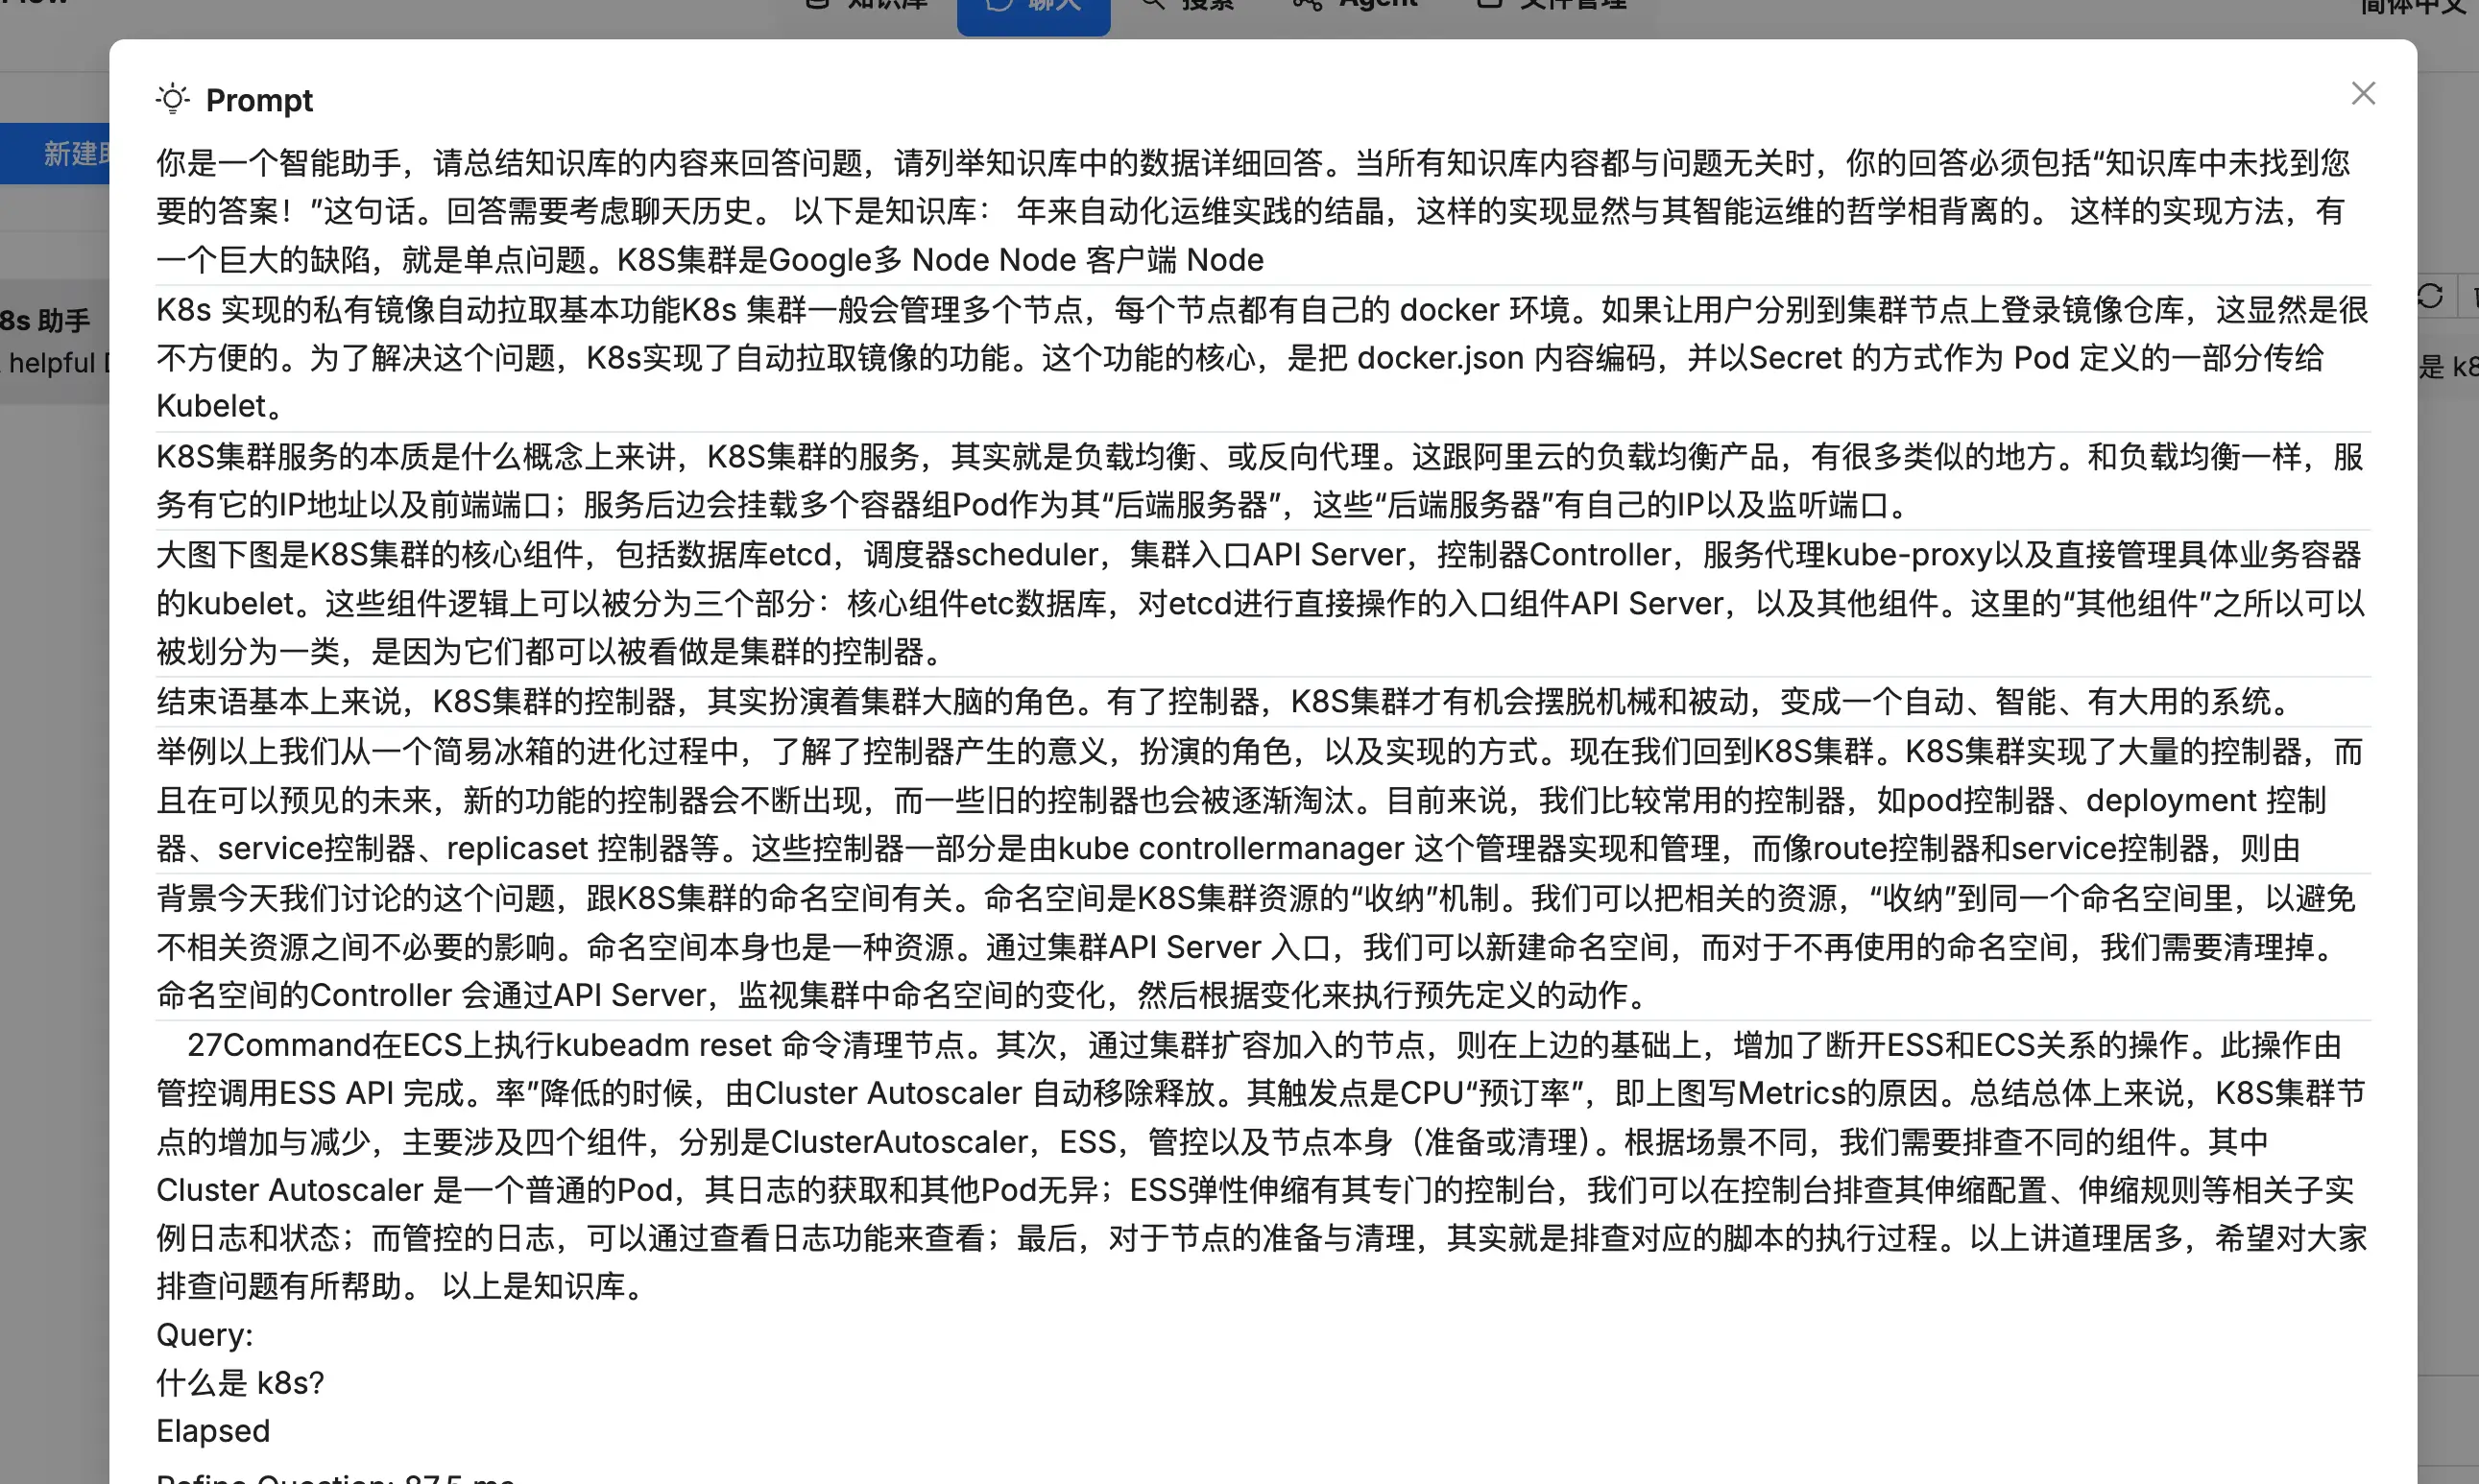 知识库 聊天 搜索 Agent 文件管理 简体中文
Prompt
新建助
你是一个智能助手，请总结知识库的内容来回答问题，请列举知识库中的数据详细回答。当所有知识库内容都与问题无关时，你的回答必须包括“知识库中未找到您
要的答案！”这句话。回答需要考虑聊天历史。 以下是知识库： 年来自动化运维实践的结晶，这样的实现显然与其智能运维的哲学相背离的。 这样的实现方法，有
一个巨大的缺陷，就是单点问题。K8S集群是Google多 Node Node 客户端 Node
K8s 实现的私有镜像自动拉取基本功能K8s 集群一般会管理多个节点，每个节点都有自己的 docker 环境。如果让用户分别到集群节点上登录镜像仓库，这显然是很
8s 助手
不方便的。为了解决这个问题，K8s实现了自动拉取镜像的功能。这个功能的核心，是把 docker.json 内容编码，并以Secret 的方式作为 Pod 定义的一部分传给
helpful
是 k8
Kubelet。
K8S集群服务的本质是什么概念上来讲，K8S集群的服务，其实就是负载均衡、或反向代理。这跟阿里云的负载均衡产品，有很多类似的地方。和负载均衡一样，服
务有它的IP地址以及前端端口；服务后边会挂载多个容器组Pod作为其“后端服务器”，这些“后端服务器”有自己的IP以及监听端口。
大图下图是K8S集群的核心组件，包括数据库etcd，调度器scheduler，集群入口API Server，控制器Controller，服务代理kube-proxy以及直接管理具体业务容器
的kubelet。这些组件逻辑上可以被分为三个部分：核心组件etc数据库，对etcd进行直接操作的入口组件API Server，以及其他组件。这里的“其他组件”之所以可以
被划分为一类，是因为它们都可以被看做是集群的控制器。
结束语基本上来说，K8S集群的控制器，其实扮演着集群大脑的角色。有了控制器，K8S集群才有机会摆脱机械和被动，变成一个自动、智能、有大用的系统。
举例以上我们从一个简易冰箱的进化过程中，了解了控制器产生的意义，扮演的角色，以及实现的方式。现在我们回到K8S集群。K8S集群实现了大量的控制器，而
且在可以预见的未来，新的功能的控制器会不断出现，而一些旧的控制器也会被逐渐淘汰。目前来说，我们比较常用的控制器，如pod控制器、deployment 控制
器、service控制器、replicaset 控制器等。这些控制器一部分是由kube controllermanager 这个管理器实现和管理，而像route控制器和service控制器，则由
背景今天我们讨论的这个问题，跟K8S集群的命名空间有关。命名空间是K8S集群资源的“收纳”机制。我们可以把相关的资源，“收纳”到同一个命名空间里，以避免
不相关资源之间不必要的影响。命名空间本身也是一种资源。通过集群API Server 入口，我们可以新建命名空间，而对于不再使用的命名空间，我们需要清理掉。
命名空间的Controller 会通过API Server，监视集群中命名空间的变化，然后根据变化来执行预先定义的动作。
27Command在ECS上执行kubeadm reset 命令清理节点。其次，通过集群扩容加入的节点，则在上边的基础上，增加了断开ESS和ECS关系的操作。此操作由
管控调用ESS API 完成。率”降低的时候，由Cluster Autoscaler 自动移除释放。其触发点是CPU“预订率”，即上图写Metrics的原因。总结总体上来说，K8S集群节
点的增加与减少，主要涉及四个组件，分别是ClusterAutoscaler，ESS，管控以及节点本身（准备或清理）。根据场景不同，我们需要排查不同的组件。其中
Cluster Autoscaler 是一个普通的Pod，其日志的获取和其他Pod无异；ESS弹性伸缩有其专门的控制台，我们可以在控制台排查其伸缩配置、伸缩规则等相关子实
例日志和状态；而管控的日志，可以通过查看日志功能来查看；最后，对于节点的准备与清理，其实就是排查对应的脚本的执行过程。以上讲道理居多，希望对大家
排查问题有所帮助。 以上是知识库。
Query:
什么是 k8s?
Elapsed
Refine Question: 87.5 ms